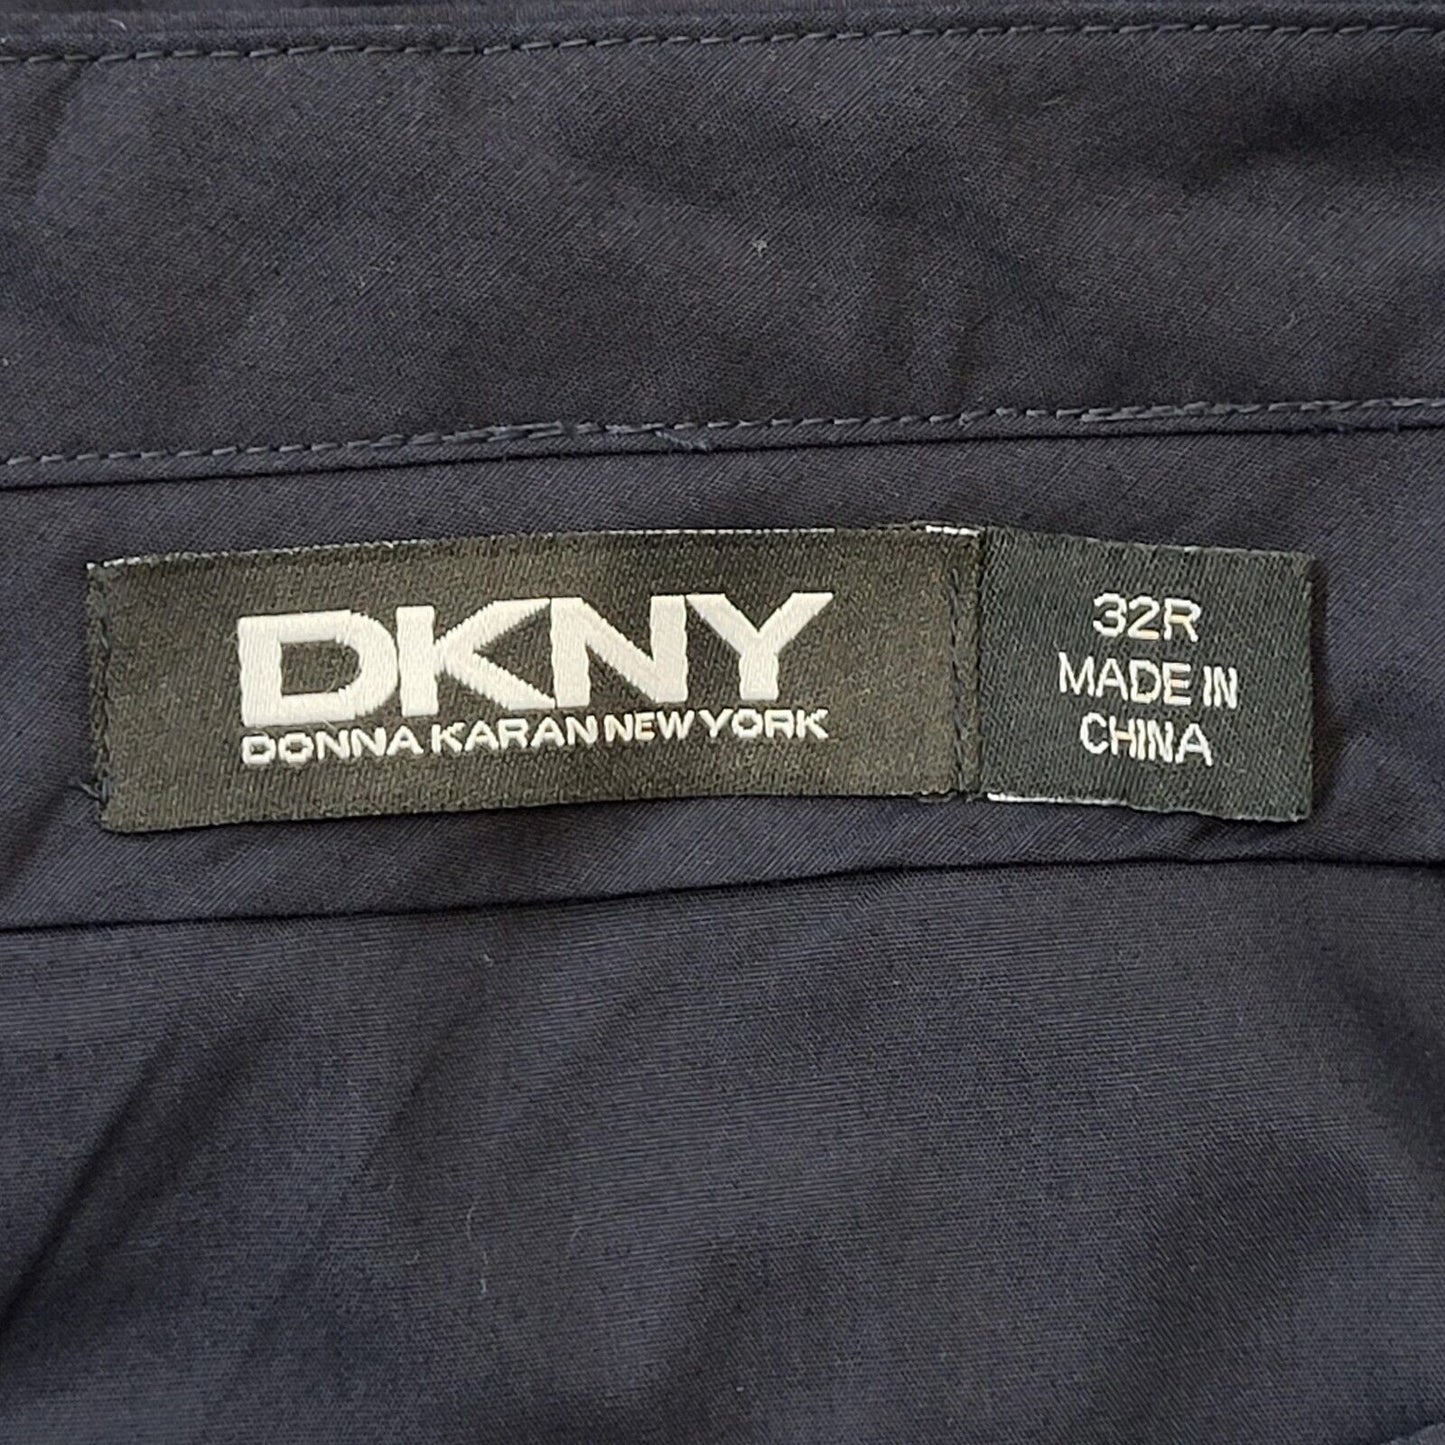 DKNY
DONNA KARAN NEW YORK
32R
MADE IN
CHINA